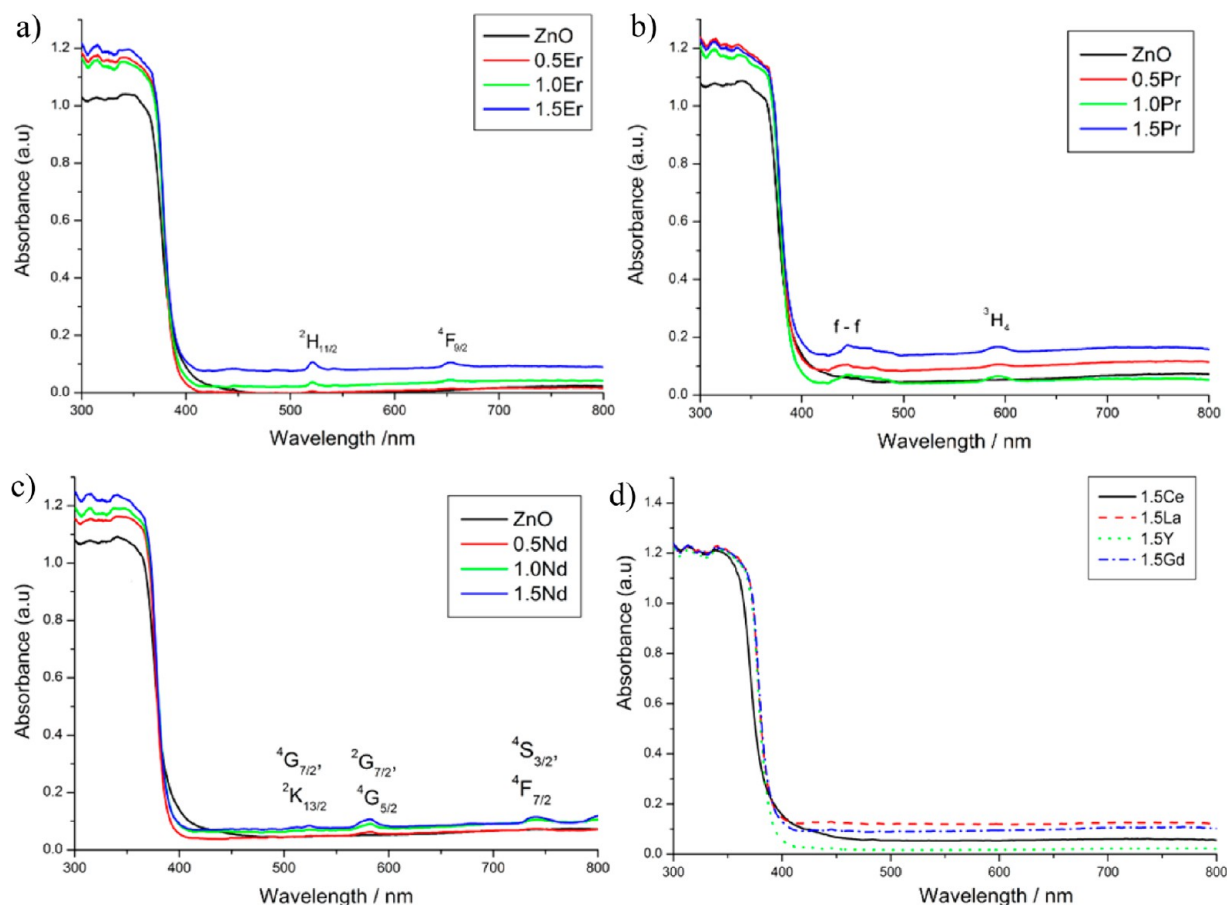 a)
ZnO
0.5Er
1.0Er
1.5Er
1.2
1.0
0.8
0.6
0.4
0.2
0.0
Absorbance (a.u)
²H₁₁/₂
⁴F₉/₂
300 400 500 600 700 800
Wavelength /nm
b)
ZnO
0.5Pr
1.0Pr
1.5Pr
1.2
1.0
0.8
0.6
0.4
0.2
0.0
Absorbance (a.u.)
f - f
³H₄
300 400 500 600 700 800
Wavelength / nm
c)
ZnO
0.5Nd
1.0Nd
1.5Nd
1.2
1.0
0.8
0.6
0.4
0.2
0.0
Absorbance (a.u)
⁴G₇/₂,
²K₁₃/₂
²G₇/₂,
⁴G₅/₂
⁴S₃/₂,
⁴F₇/₂
300 400 500 600 700 800
Wavelength / nm
d)
1.5Ce
1.5La
1.5Y
1.5Gd
1.4
1.2
1.0
0.8
0.6
0.4
0.2
0.0
Absorbance (a.u)
300 400 500 600 700 800
Wavelength / nm